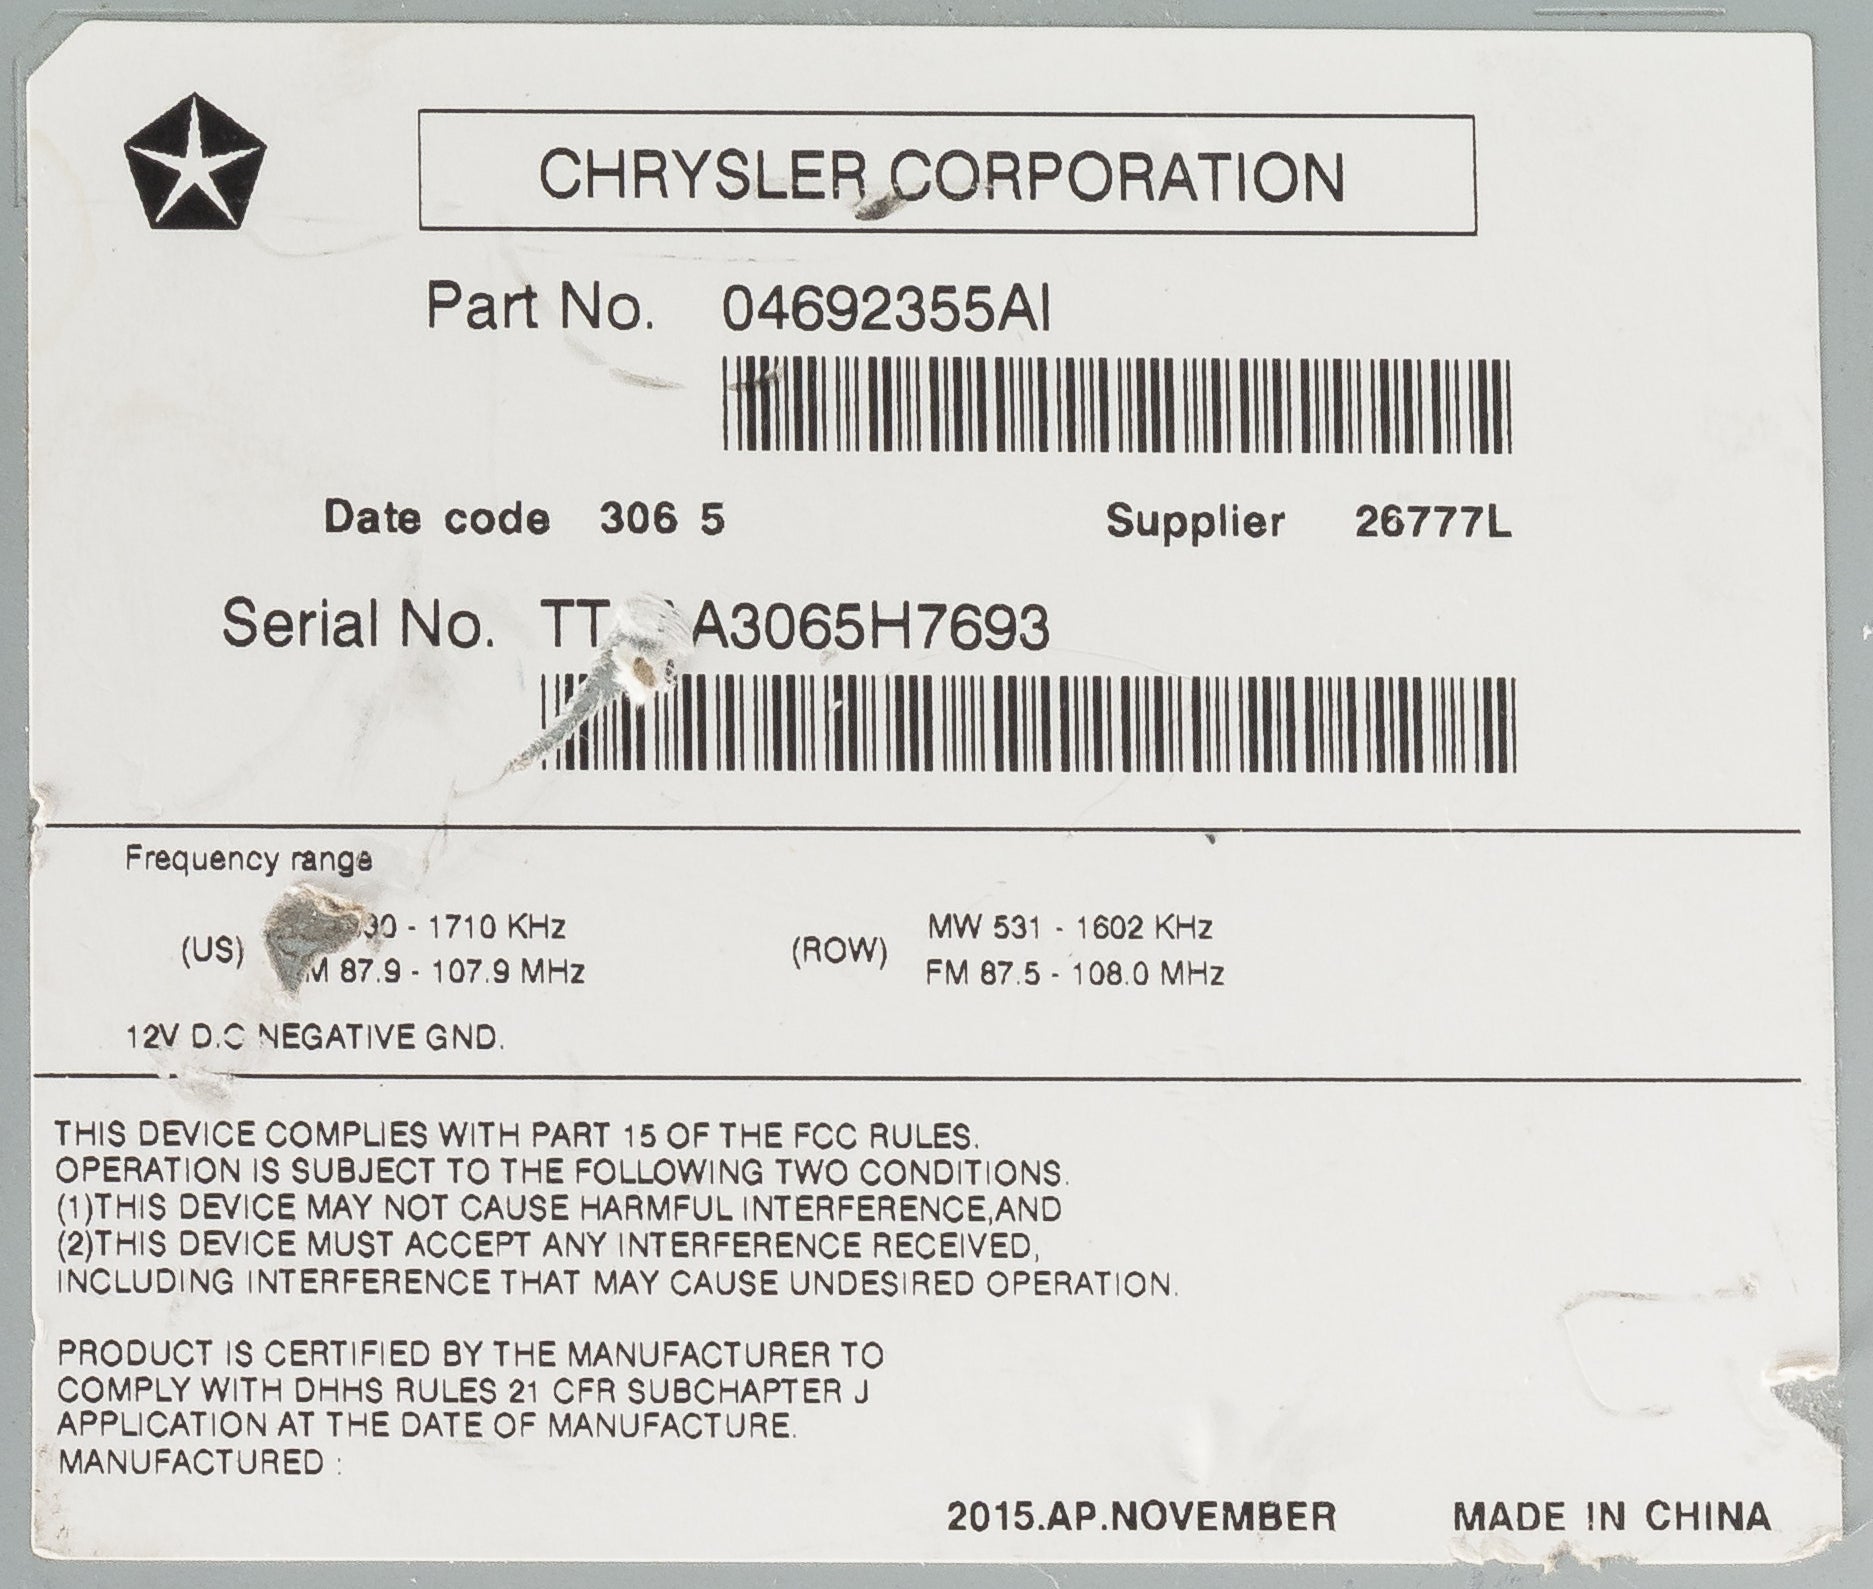 CHRYSLER CORPORATION
Part No. 04692355AI
Date code 306 5 Supplier 26777L
Serial No.
Frequency range
(US) - 1710 KHz (ROW) MW 531 - 1602 KHz
87.9 - 107.9 MHz FM 87.5 - 108.0 MHz
12V D.C NEGATIVE GND.
THIS DEVICE COMPLIES WITH PART 15 OF THE FCC RULES.
OPERATION IS SUBJECT TO THE FOLLOWING TWO CONDITIONS.
(1)THIS DEVICE MAY NOT CAUSE HARMFUL INTERFERENCE,AND
(2)THIS DEVICE MUST ACCEPT ANY INTERFERENCE RECEIVED,
INCLUDING INTERFERENCE THAT MAY CAUSE UNDESIRED OPERATION.
PRODUCT IS CERTIFIED BY THE MANUFACTURER TO
COMPLY WITH DHHS RULES 21 CFR SUBCHAPTER J
APPLICATION AT THE DATE OF MANUFACTURE.
MANUFACTURED :
2015.AP.NOVEMBER MADE IN CHINA